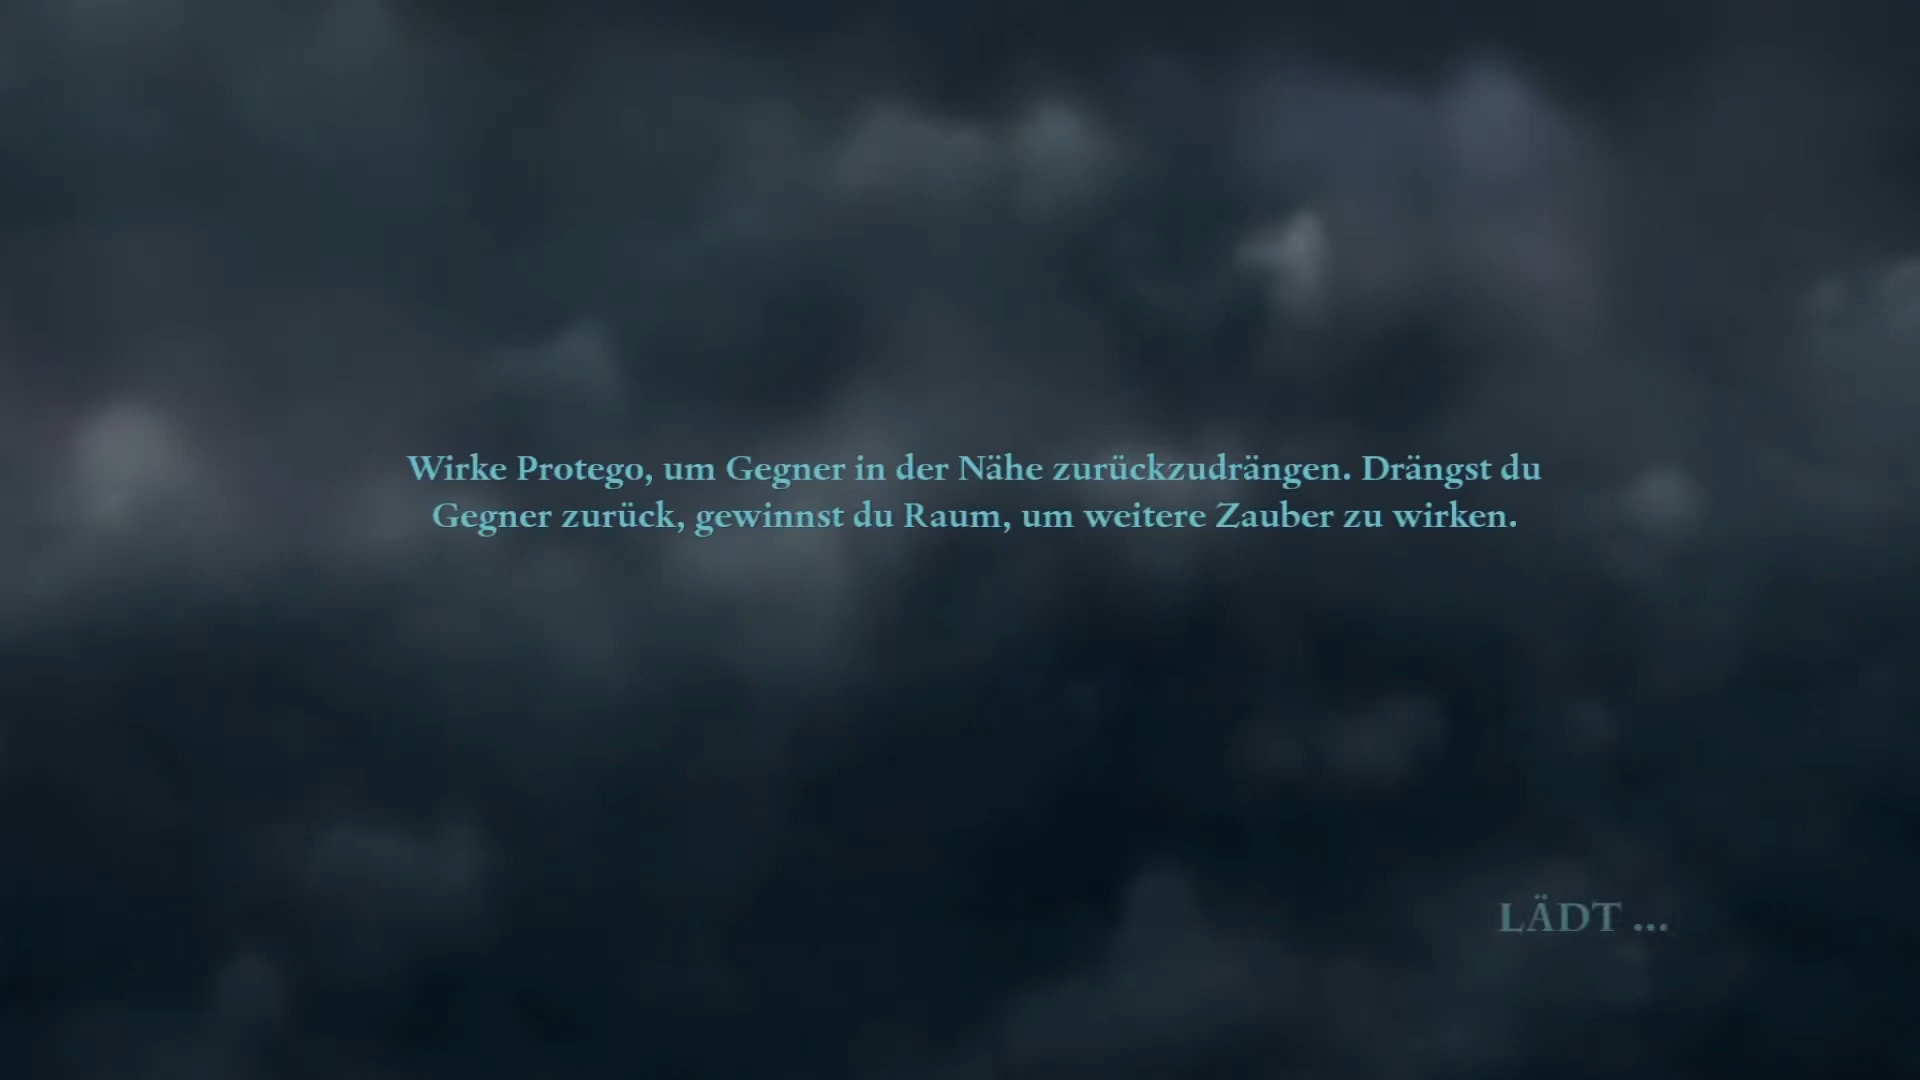 Wirke Protego, um Gegner in der Nähe zurückzudrängen. Drängst du
Gegner zurück, gewinnst du Raum, um weitere Zauber zu wirken.
LÄDT ...